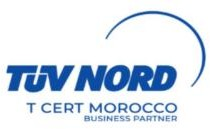 TÜV NORD
T CERT MOROCCO
BUSINESS PARTNER